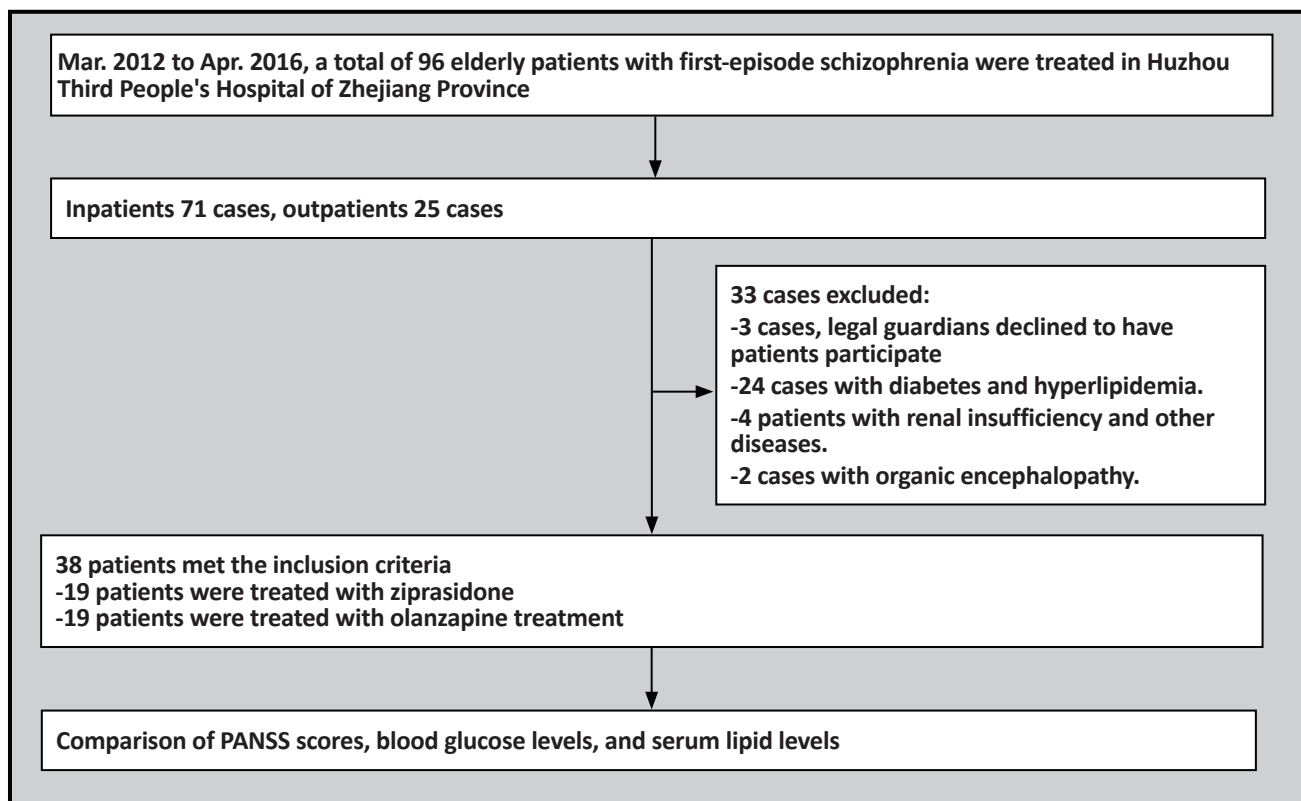 Mar. 2012 to Apr. 2016, a total of 96 elderly patients with first-episode schizophrenia were treated in Huzhou
Third People's Hospital of Zhejiang Province
Inpatients 71 cases, outpatients 25 cases
33 cases excluded:
-3 cases, legal guardians declined to have
patients participate
-24 cases with diabetes and hyperlipidemia.
-4 patients with renal insufficiency and other
diseases.
-2 cases with organic encephalopathy.
38 patients met the inclusion criteria
-19 patients were treated with ziprasidone
-19 patients were treated with olanzapine treatment
Comparison of PANSS scores, blood glucose levels, and serum lipid levels